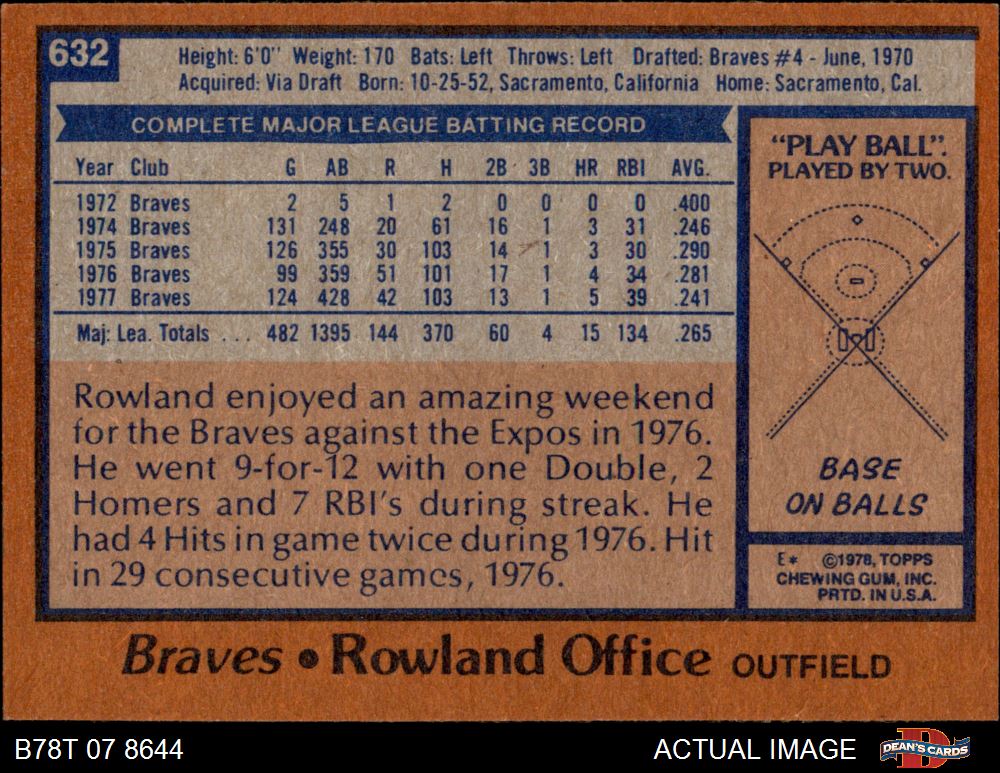 632
Height: 6'0" Weight: 170 Bats: Left Throws: Left Drafted: Braves #4 - June, 1970
Acquired: Via Draft Born: 10-25-52, Sacramento, California Home: Sacramento, Cal.
COMPLETE MAJOR LEAGUE BATTING RECORD
Year Club G AB R H 2B 3B HR RBI AVG.
1972 Braves 2 5 1 2 0 0 0 0 .400
1974 Braves 131 248 20 61 16 1 3 31 .246
1975 Braves 126 355 30 103 14 1 3 30 .290
1976 Braves 99 359 51 101 17 1 4 34 .281
1977 Braves 124 428 42 103 13 1 5 39 .241
Maj: Lea. Totals . . . 482 1395 144 370 60 4 15 134 .265
Rowland enjoyed an amazing weekend
for the Braves against the Expos in 1976.
He went 9-for-12 with one Double, 2
Homers and 7 RBI's during streak. He
had 4 Hits in game twice during 1976. Hit
in 29 consecutive games, 1976.
"PLAY BALL".
PLAYED BY TWO.
BASE
ON BALLS
E* ©1978, TOPPS
CHEWING GUM, INC.
PRTD. IN U.S.A.
Braves • Rowland Office OUTFIELD
B78T 07 8644 ACTUAL IMAGE
DEAN'S CARDS